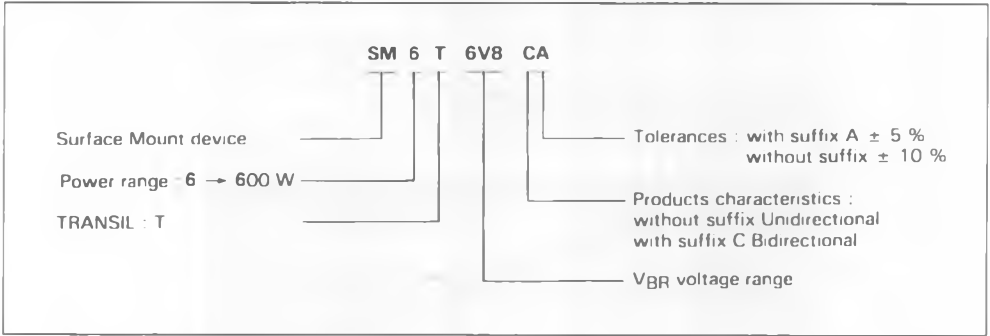 SM 6 T 6V8 CA
Surface Mount device
Power range 6 → 600 W
TRANSIL : T
Tolerances : with suffix A ± 5 %
without suffix ± 10 %
Products characteristics :
without suffix Unidirectional
with suffix C Bidirectional
VBR voltage range